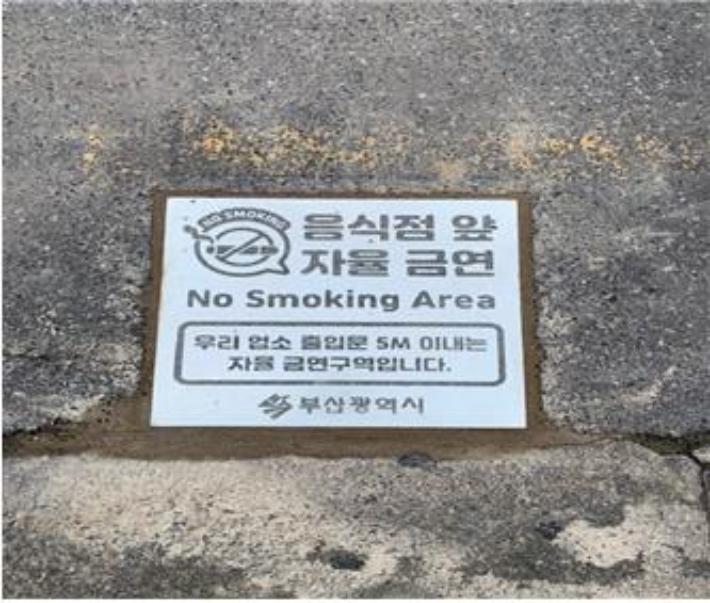 NO SMOKING
음식점 앞
자율 금연
No Smoking Area
우리 업소 출입문 5M 이내는
자율 금연구역입니다.
부산광역시